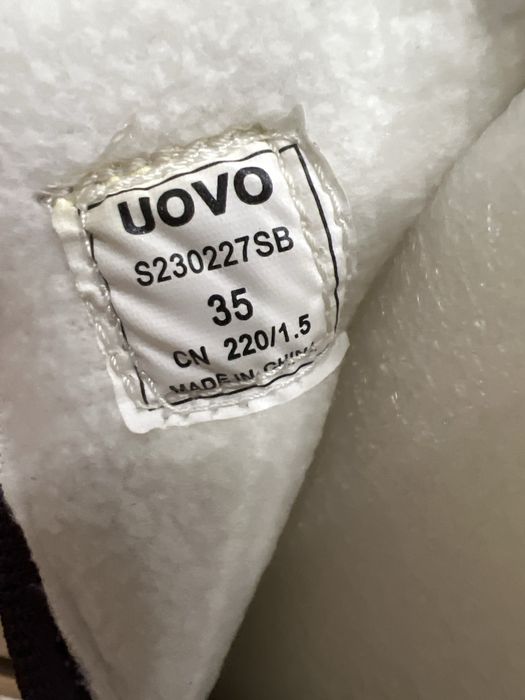 UOVO
S230227SB
35
CN 220/1.5
MADE IN CHINA